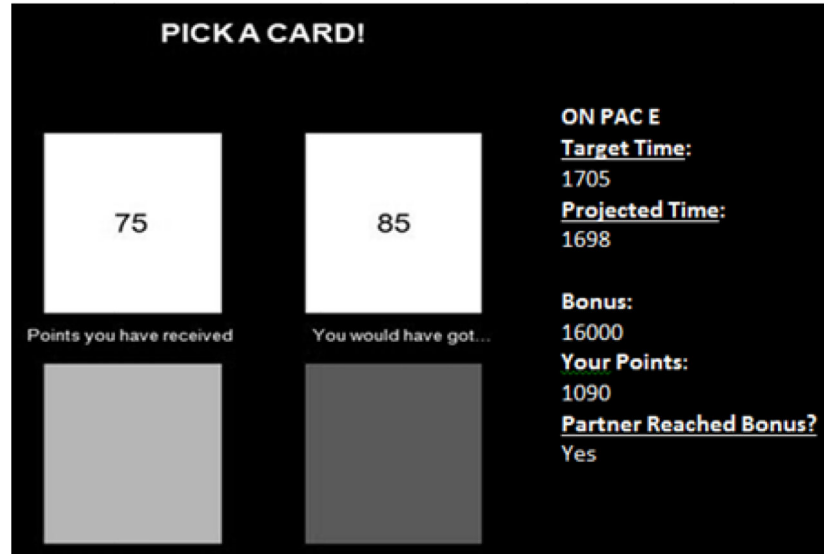 PICK A CARD!
75
85
Points you have received
You would have got...
ON PAC E
Target Time:
1705
Projected Time:
1698
Bonus:
16000
Your Points:
1090
Partner Reached Bonus?
Yes